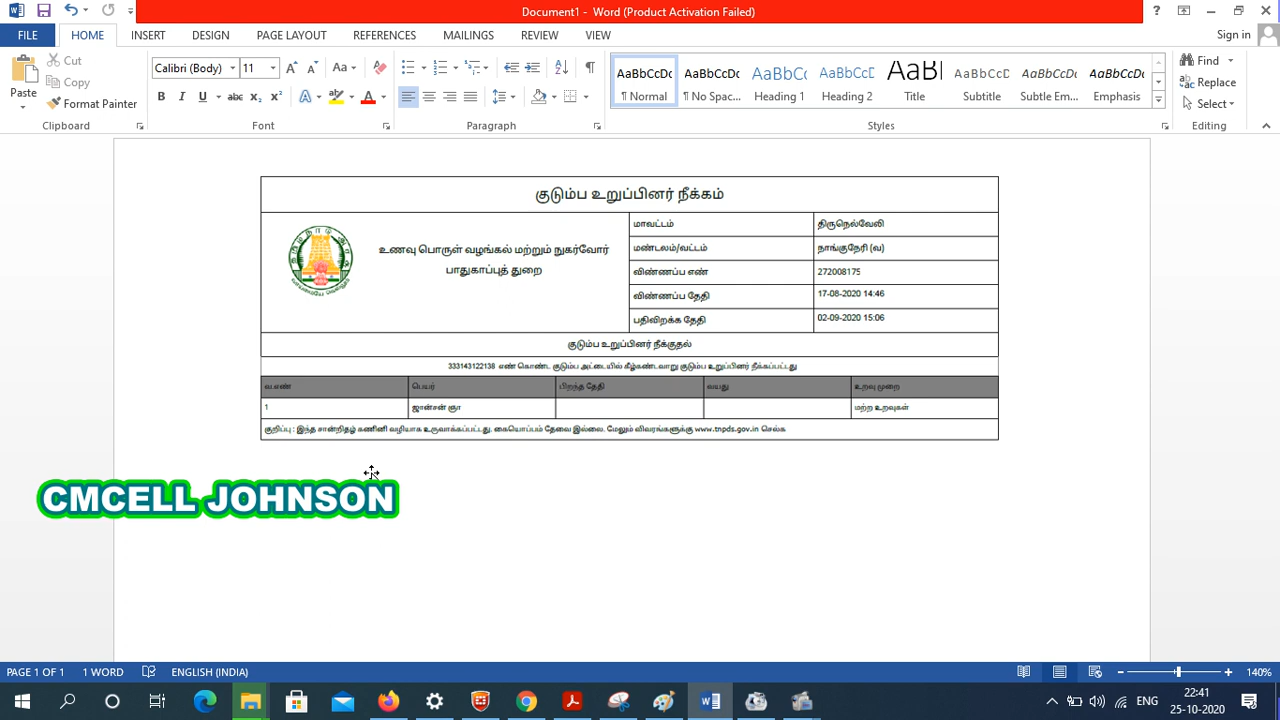 Document1 - Word (Product Activation Failed)
FILE HOME INSERT DESIGN PAGE LAYOUT REFERENCES MAILINGS REVIEW VIEW Sign in
Paste
Cut
Copy
Format Painter
Calibri (Body) 11
AaBbCcDc AaBbCcDc AaBbCc AaBbCcC AaBl AaBbCcD AaBbCcDc AaBbCcDc
¶ Normal ¶ No Spac... Heading 1 Heading 2 Title Subtitle Subtle Em... Emphasis
Find
Replace
Select
Clipboard Font Paragraph Styles Editing
குடும்ப உறுப்பினர் நீக்கம்
உணவு பொருள் வழங்கல் மற்றும் நுகர்வோர்
பாதுகாப்புத் துறை
மாவட்டம் திருநெல்வேலி
மண்டலம்/வட்டம் நாங்குநேரி (வ)
விண்ணப்ப எண் 272008175
விண்ணப்ப தேதி 17-08-2020 14:46
பதிவிறக்க தேதி 02-09-2020 15:06
குடும்ப உறுப்பினர் நீக்குதல்
333143122138 எண் கொண்ட குடும்ப அட்டையில் கீழ்கண்டவாறு குடும்ப உறுப்பினர் நீக்கப்பட்டது
வ.எண் பெயர் பிறந்த தேதி வயது உறவு முறை
1 ஜான்சன் ஞா மற்ற உறவுகள்
குறிப்பு : இந்த சான்றிதழ் கணினி வழியாக உருவாக்கப்பட்டது. கையொப்பம் தேவை இல்லை. மேலும் விவரங்களுக்கு www.tnpds.gov.in செல்க
CMCELL JOHNSON
PAGE 1 OF 1 1 WORD ENGLISH (INDIA) 140%
ENG 22:41
25-10-2020